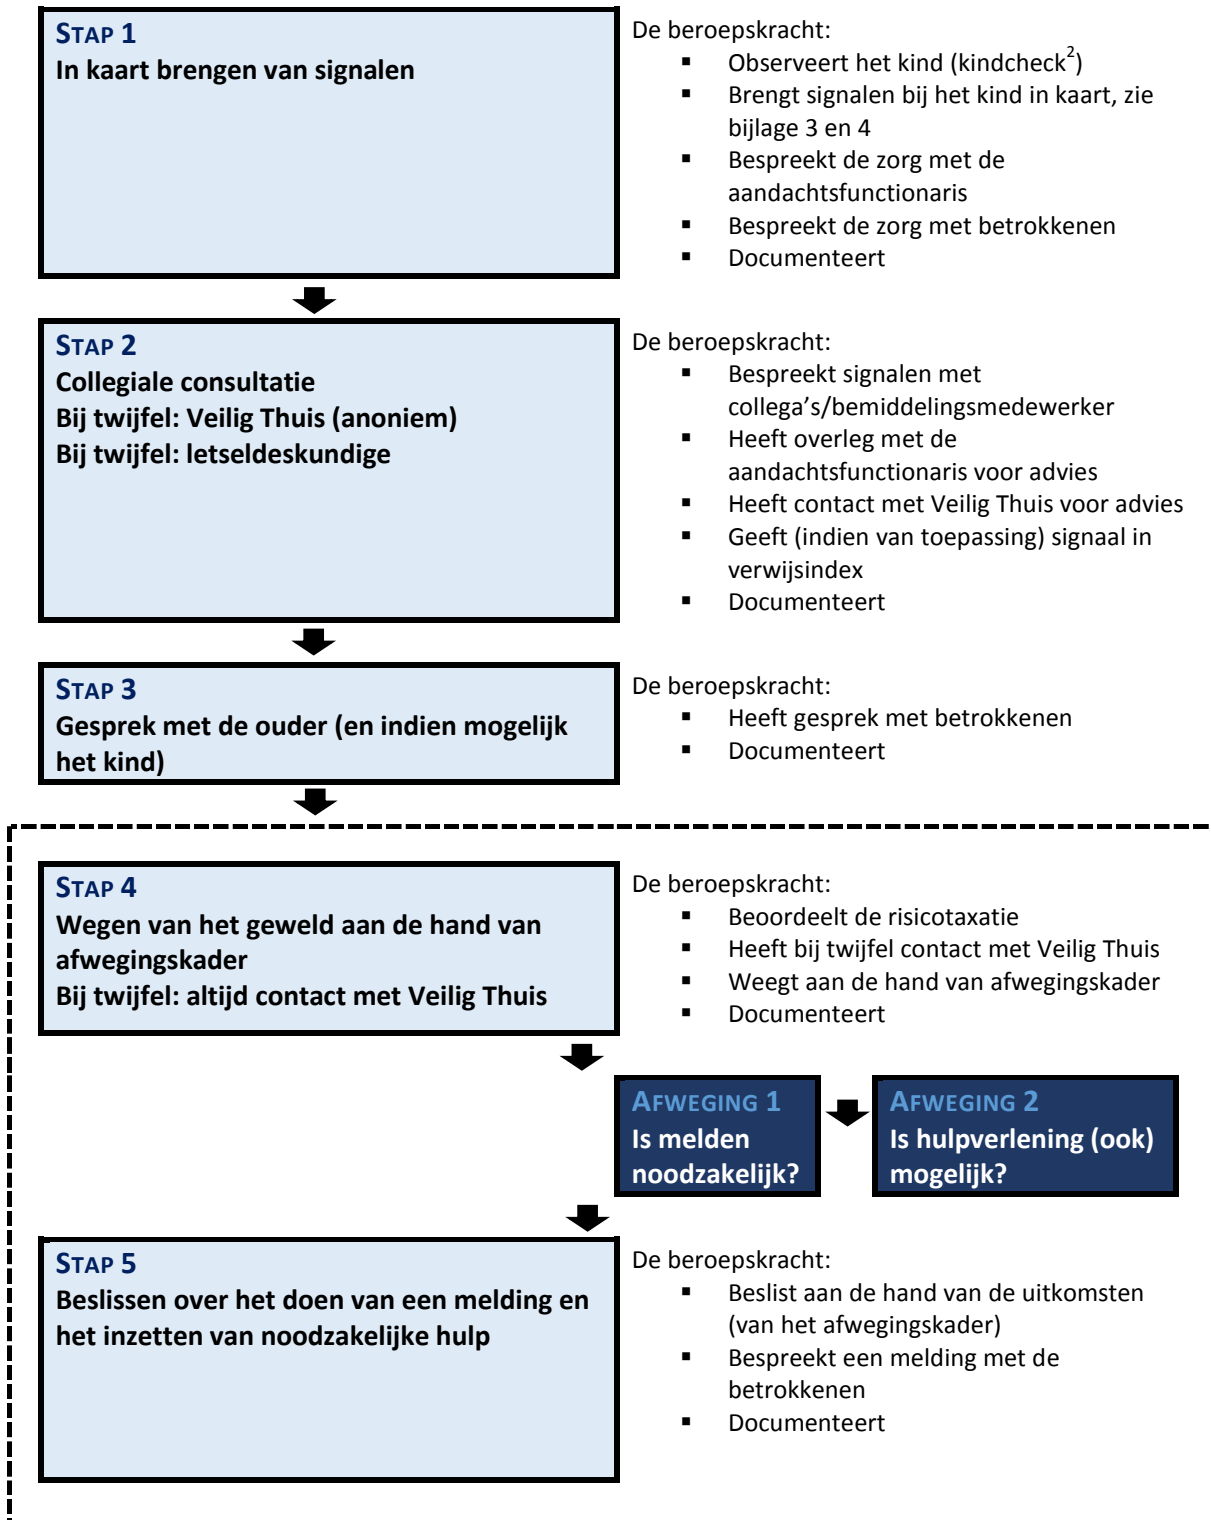 STAP 1
In kaart brengen van signalen
De beroepskracht:
▪ Observeert het kind (kindcheck²)
▪ Brengt signalen bij het kind in kaart, zie
bijlage 3 en 4
▪ Bespreekt de zorg met de
aandachtsfunctionaris
▪ Bespreekt de zorg met betrokkenen
▪ Documenteert
STAP 2
Collegiale consultatie
Bij twijfel: Veilig Thuis (anoniem)
Bij twijfel: letseldeskundige
De beroepskracht:
▪ Bespreekt signalen met
collega’s/bemiddelingsmedewerker
▪ Heeft overleg met de
aandachtsfunctionaris voor advies
▪ Heeft contact met Veilig Thuis voor advies
▪ Geeft (indien van toepassing) signaal in
verwijsindex
▪ Documenteert
STAP 3
Gesprek met de ouder (en indien mogelijk
het kind)
De beroepskracht:
▪ Heeft gesprek met betrokkenen
▪ Documenteert
STAP 4
Wegen van het geweld aan de hand van
afwegingskader
Bij twijfel: altijd contact met Veilig Thuis
De beroepskracht:
▪ Beoordeelt de risicotaxatie
▪ Heeft bij twijfel contact met Veilig Thuis
▪ Weegt aan de hand van afwegingskader
▪ Documenteert
AFWEGING 1
Is melden
noodzakelijk?
AFWEGING 2
Is hulpverlening (ook)
mogelijk?
STAP 5
Beslissen over het doen van een melding en
het inzetten van noodzakelijke hulp
De beroepskracht:
▪ Beslist aan de hand van de uitkomsten
(van het afwegingskader)
▪ Bespreekt een melding met de
betrokkenen
▪ Documenteert